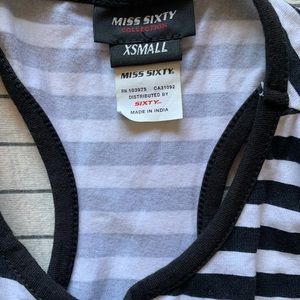 MISS SIXTY
COLLECTION
XSMALL
MISS SIXTY.
RN 103975 CA31092
DISTRIBUTED BY
SIXTY
MADE IN INDIA